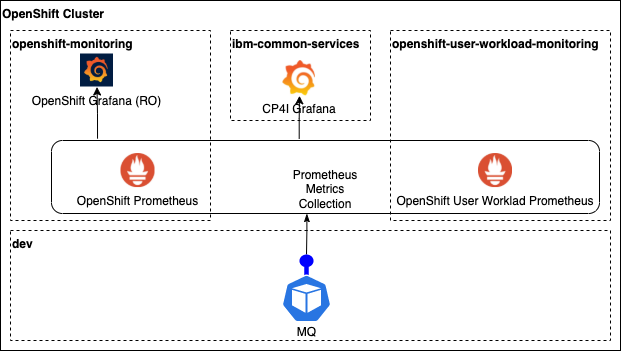 OpenShift Cluster
openshift-monitoring
ibm-common-services
openshift-user-workload-monitoring
OpenShift Grafana (RO)
CP4I Grafana
Prometheus
Metrics
Collection
OpenShift Prometheus
OpenShift User Worklad Prometheus
dev
MQ